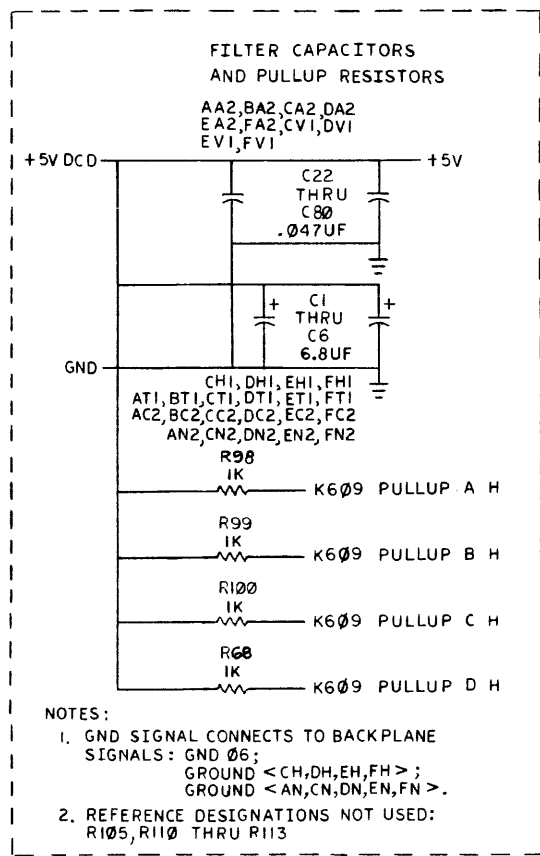 FILTER CAPACITORS
AND PULLUP RESISTORS
AA2,BA2,CA2,DA2
EA2,FA2,CV1,DV1
EV1,FV1
+5V DCD
+5V
C22
THRU
C8Ø
.Ø47UF
+
C1
+
THRU
C6
6.8UF
GND
CH1,DH1,EH1,FH1
AT1,BT1,CT1,DT1,ET1,FT1
AC2,BC2,CC2,DC2,EC2,FC2
AN2,CN2,DN2,EN2,FN2
R98
1K
K6Ø9 PULLUP A H
R99
1K
K6Ø9 PULLUP B H
R1ØØ
1K
K6Ø9 PULLUP C H
R68
1K
K6Ø9 PULLUP D H
NOTES:
1. GND SIGNAL CONNECTS TO BACKPLANE
SIGNALS: GND Ø6;
GROUND <CH,DH,EH,FH>;
GROUND <AN,CN,DN,EN,FN>.
2. REFERENCE DESIGNATIONS NOT USED:
R1Ø5,R11Ø THRU R113